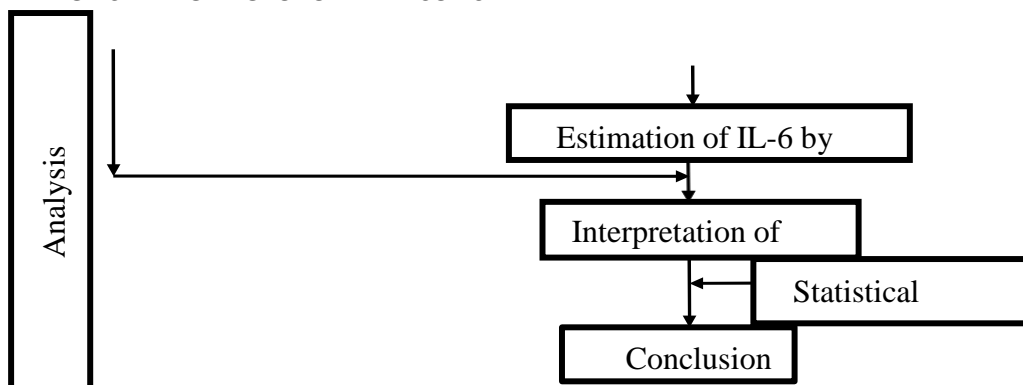 Estimation of IL-6 by
Analysis
Interpretation of
Statistical
Conclusion